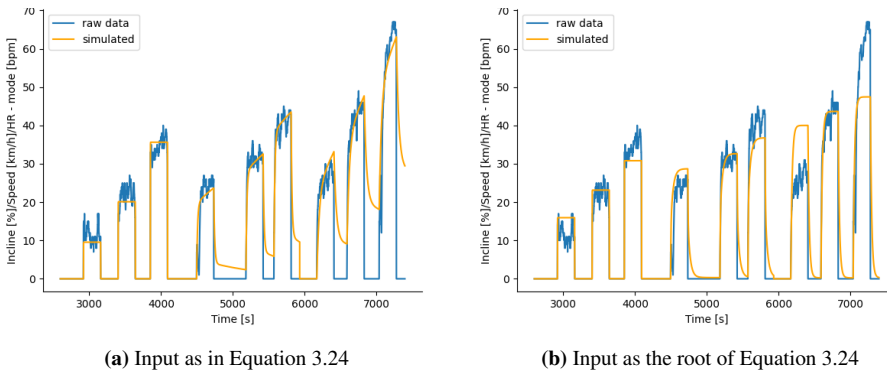 70
60
50
40
30
20
10
0
Incline [%]/Speed [km/h]/HR - mode [bpm]
raw data
simulated
3000 4000 5000 6000 7000
Time [s]
(a) Input as in Equation 3.24
70
60
50
40
30
20
10
0
Incline [%]/Speed [km/h]/HR - mode [bpm]
raw data
simulated
3000 4000 5000 6000 7000
Time [s]
(b) Input as the root of Equation 3.24